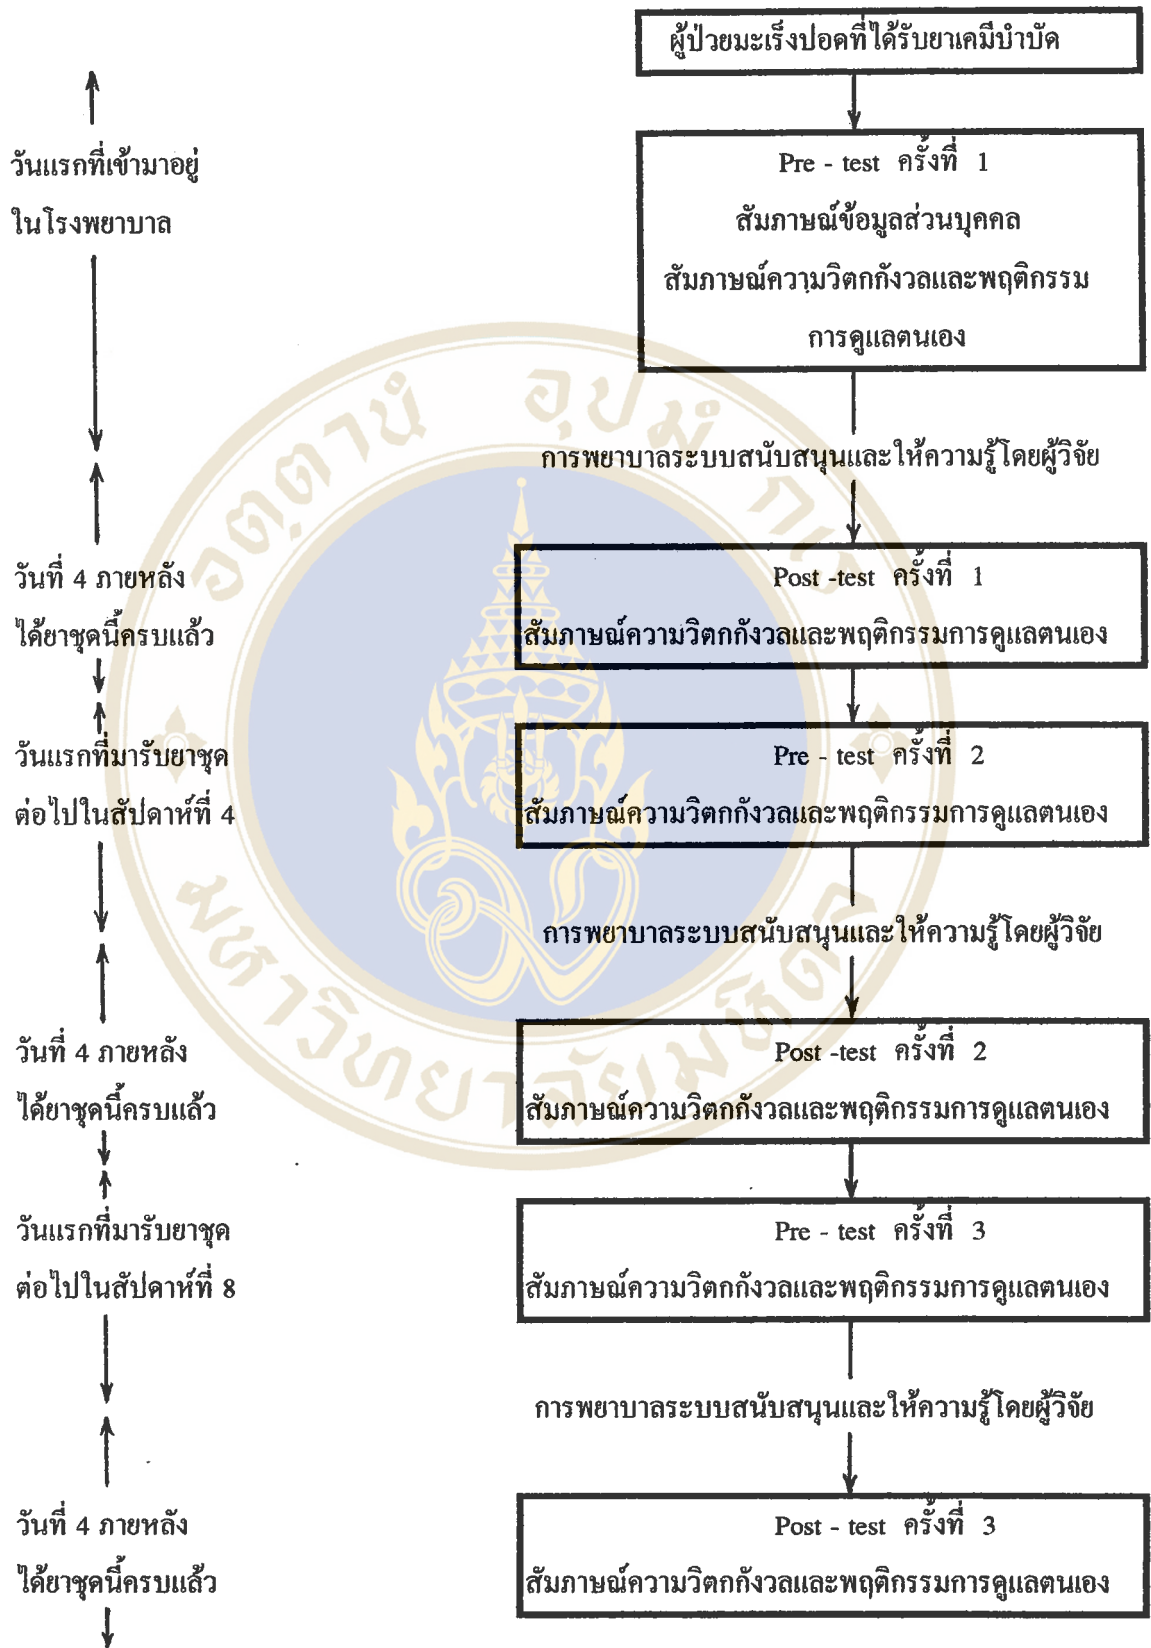 ผู้ป่วยมะเร็งปอดที่ได้รับยาเคมีบำบัด
วันแรกที่เข้ามาอยู่
ในโรงพยาบาล
Pre - test ครั้งที่ 1
สัมภาษณ์ข้อมูลส่วนบุคคล
สัมภาษณ์ความวิตกกังวลและพฤติกรรม
การดูแลตนเอง
การพยาบาลระบบสนับสนุนและให้ความรู้โดยผู้วิจัย
วันที่ 4 ภายหลัง
ได้ยาชุดนี้ครบแล้ว
Post -test ครั้งที่ 1
สัมภาษณ์ความวิตกกังวลและพฤติกรรมการดูแลตนเอง
วันแรกที่มารับยาชุด
ต่อไปในสัปดาห์ที่ 4
Pre - test ครั้งที่ 2
สัมภาษณ์ความวิตกกังวลและพฤติกรรมการดูแลตนเอง
การพยาบาลระบบสนับสนุนและให้ความรู้โดยผู้วิจัย
วันที่ 4 ภายหลัง
ได้ยาชุดนี้ครบแล้ว
Post -test ครั้งที่ 2
สัมภาษณ์ความวิตกกังวลและพฤติกรรมการดูแลตนเอง
วันแรกที่มารับยาชุด
ต่อไปในสัปดาห์ที่ 8
Pre - test ครั้งที่ 3
สัมภาษณ์ความวิตกกังวลและพฤติกรรมการดูแลตนเอง
การพยาบาลระบบสนับสนุนและให้ความรู้โดยผู้วิจัย
วันที่ 4 ภายหลัง
ได้ยาชุดนี้ครบแล้ว
Post - test ครั้งที่ 3
สัมภาษณ์ความวิตกกังวลและพฤติกรรมการดูแลตนเอง
อตฺตานํ อุปมํ กเร
มหาวิทยาลัยมหิดล